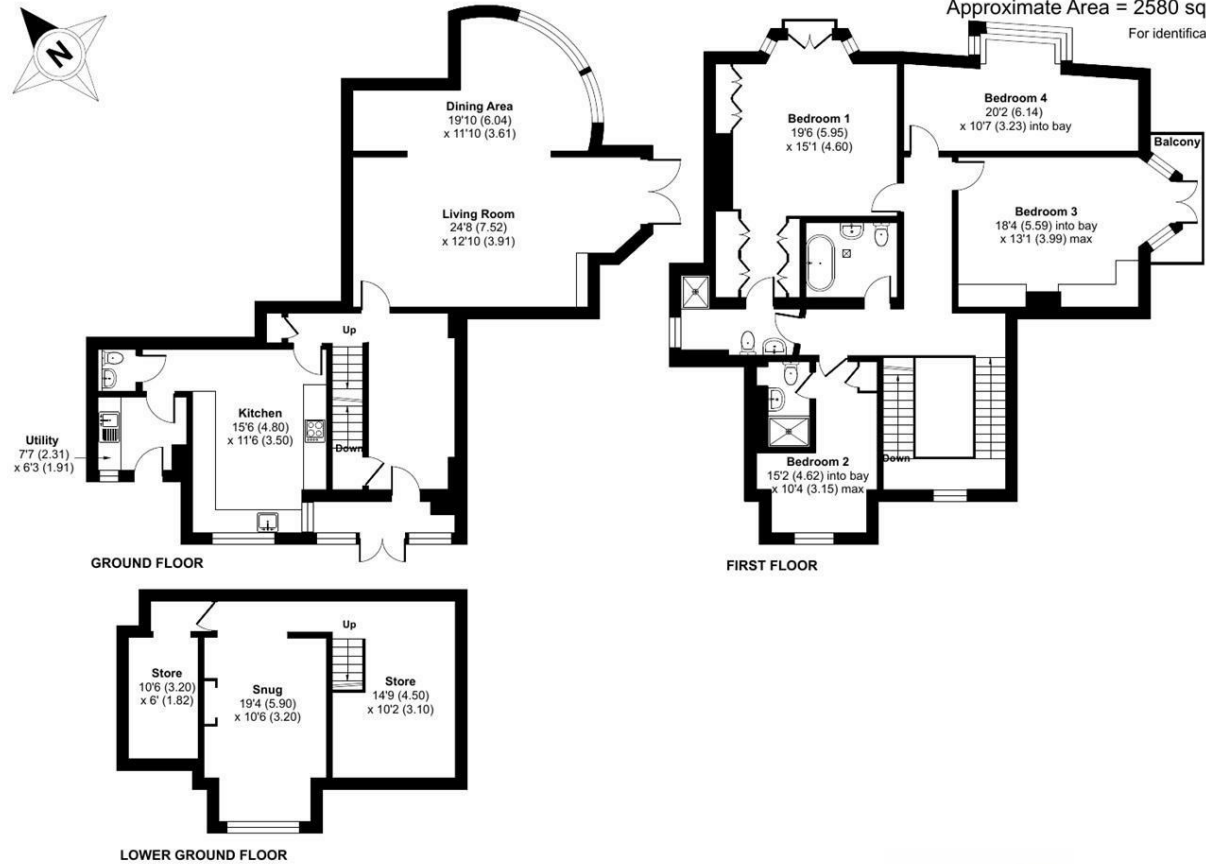 Approximate Area = 2580 sq
For identifica
N
Dining Area
19'10 (6.04)
x 11'10 (3.61)
Living Room
24'8 (7.52)
x 12'10 (3.91)
Up
Kitchen
15'6 (4.80)
x 11'6 (3.50)
Utility
7'7 (2.31)
x 6'3 (1.91)
Down
GROUND FLOOR
Bedroom 1
19'6 (5.95)
x 15'1 (4.60)
Bedroom 4
20'2 (6.14)
x 10'7 (3.23) into bay
Balcony
Bedroom 3
18'4 (5.59) into bay
x 13'1 (3.99) max
Bedroom 2
15'2 (4.62) into bay
x 10'4 (3.15) max
Down
FIRST FLOOR
Up
Store
10'6 (3.20)
x 6' (1.82)
Snug
19'4 (5.90)
x 10'6 (3.20)
Store
14'9 (4.50)
x 10'2 (3.10)
LOWER GROUND FLOOR